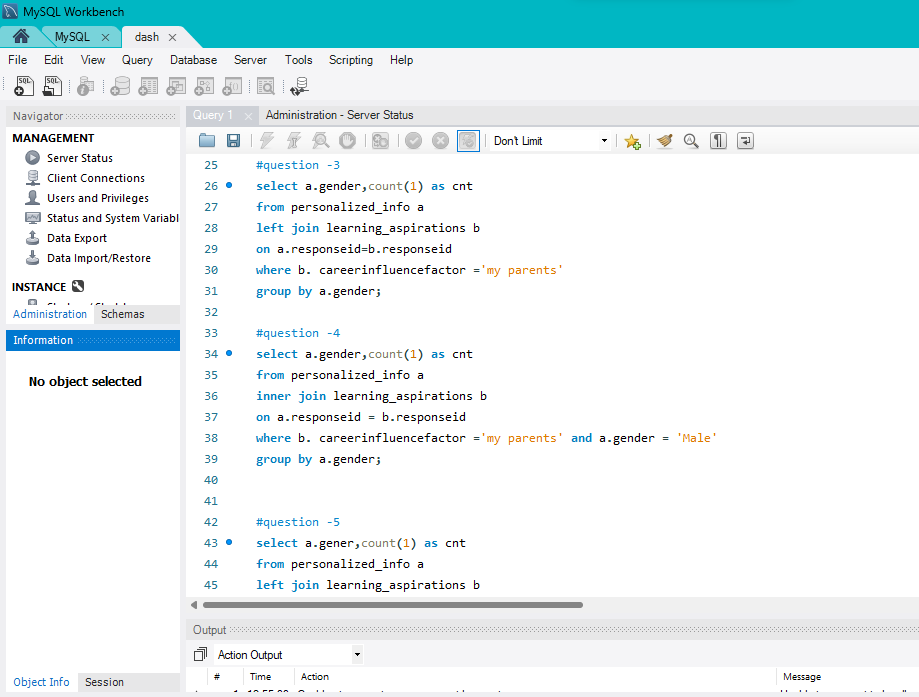 MySQL Workbench
MySQL
dash
File Edit View Query Database Server Tools Scripting Help
Navigator
MANAGEMENT
Server Status
Client Connections
Users and Privileges
Status and System Variabl
Data Export
Data Import/Restore
INSTANCE
Administration Schemas
Information
No object selected
Object Info Session
Query 1 Administration - Server Status
Don't Limit
25 #question -3
26 select a.gender,count(1) as cnt
27 from personalized_info a
28 left join learning_aspirations b
29 on a.responseid=b.responseid
30 where b. careerinfluencefactor ='my parents'
31 group by a.gender;
32
33 #question -4
34 select a.gender,count(1) as cnt
35 from personalized_info a
36 inner join learning_aspirations b
37 on a.responseid = b.responseid
38 where b. careerinfluencefactor ='my parents' and a.gender = 'Male'
39 group by a.gender;
40
41
42 #question -5
43 select a.gener,count(1) as cnt
44 from personalized_info a
45 left join learning_aspirations b
Output
Action Output
# Time Action Message